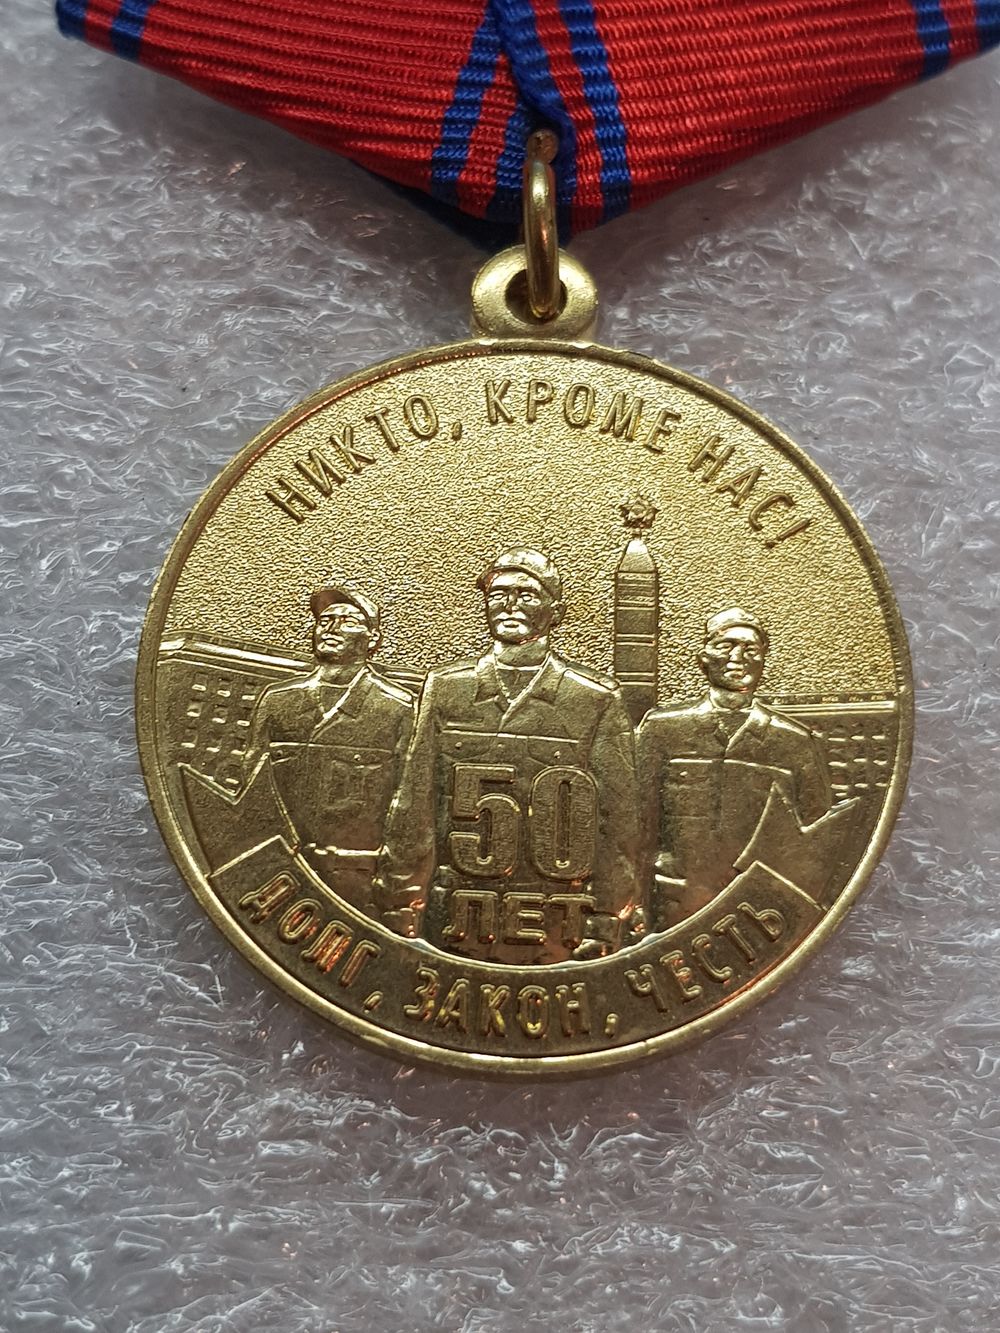 НИКТО, КРОМЕ НАС!
50
ЛЕТ
ДОЛГ, ЗАКОН, ЧЕСТЬ